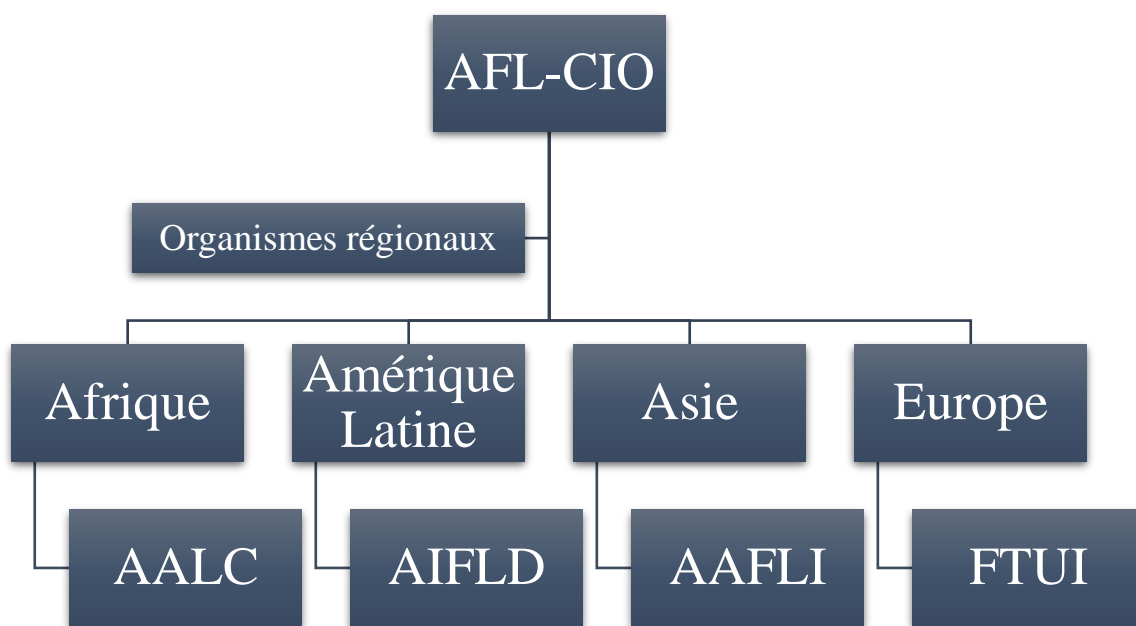 AFL-CIO
Organismes régionaux
Afrique
Amérique
Latine
Asie
Europe
AALC
AIFLD
AAFLI
FTUI